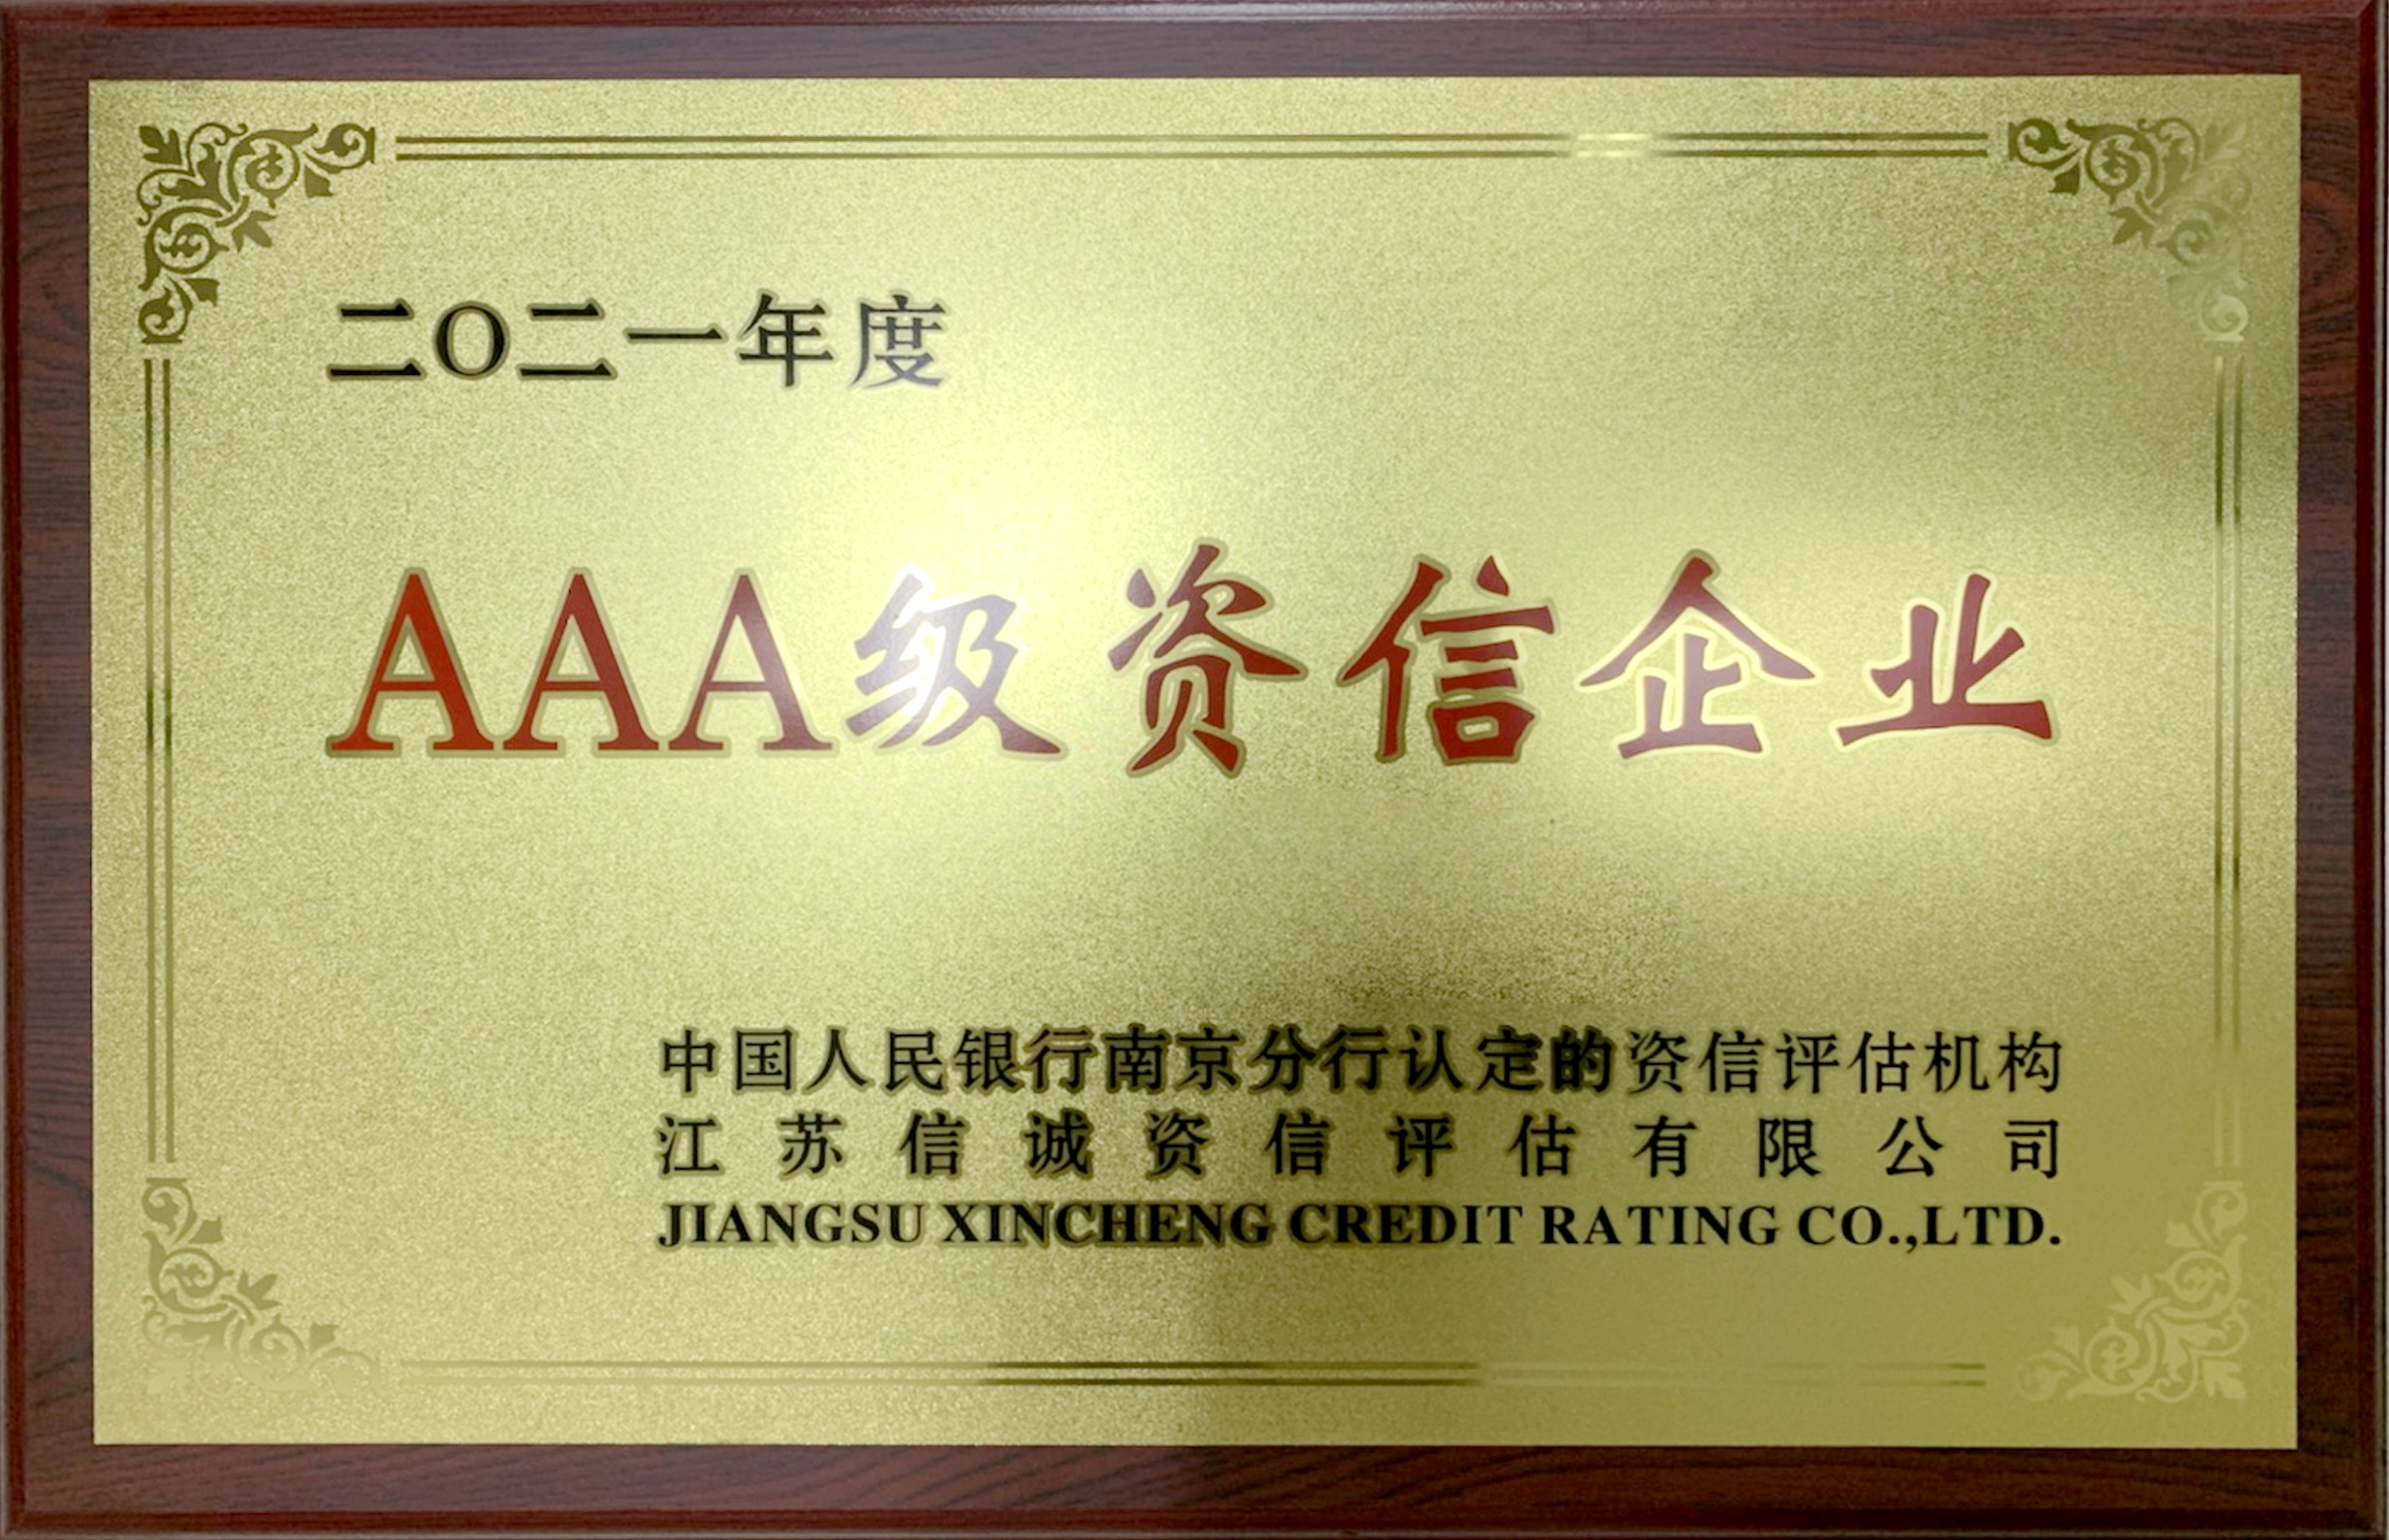 二O二一年度
AAA级资信企业
中国人民银行南京分行认定的资信评估机构
江苏信诚资信评估有限公司
JIANGSU XINCHENG CREDIT RATING CO.,LTD.